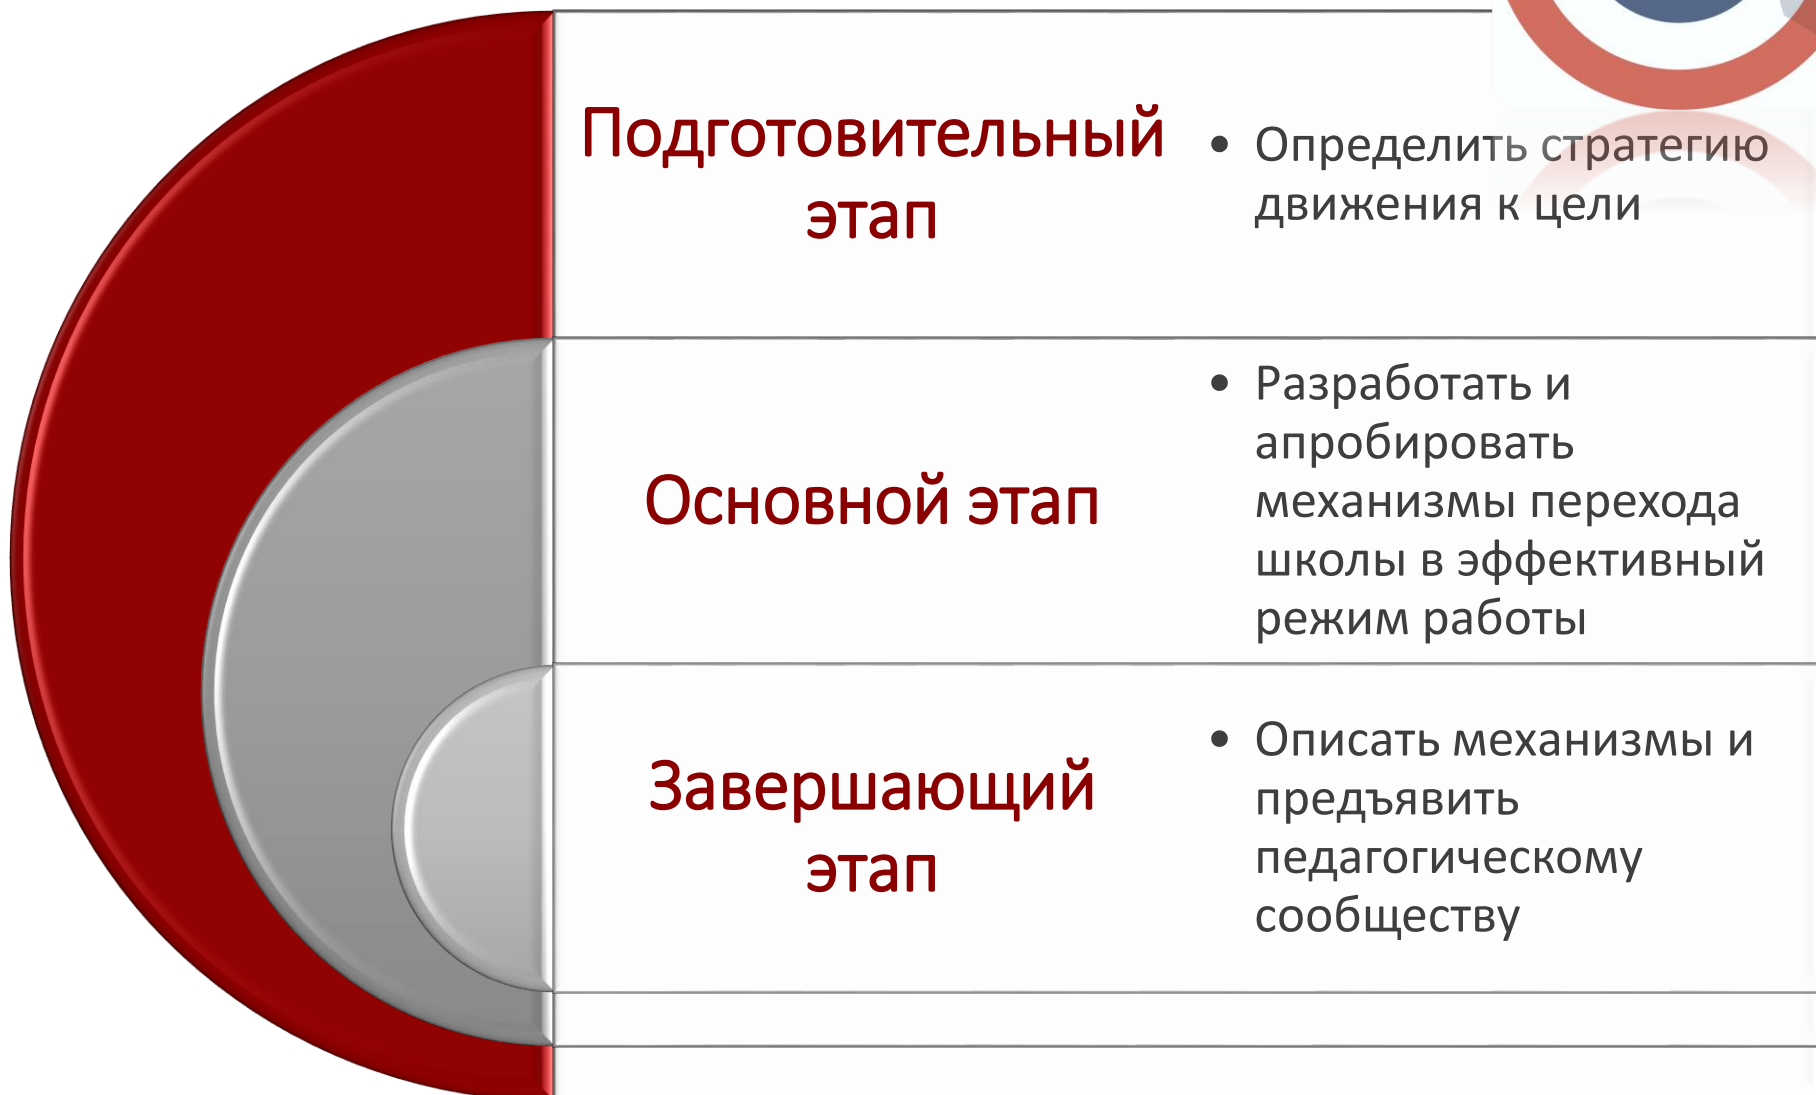 Подготовительный
этап
• Определить стратегию
движения к цели
Основной этап
• Разработать и
апробировать
механизмы перехода
школы в эффективный
режим работы
Завершающий
этап
• Описать механизмы и
предъявить
педагогическому
сообществу